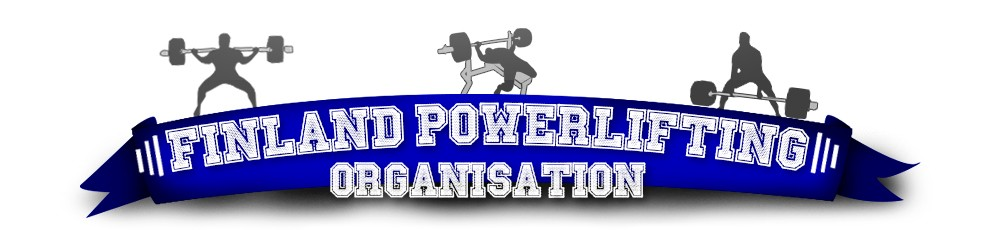 FINLAND POWERLIFTING
ORGANISATION